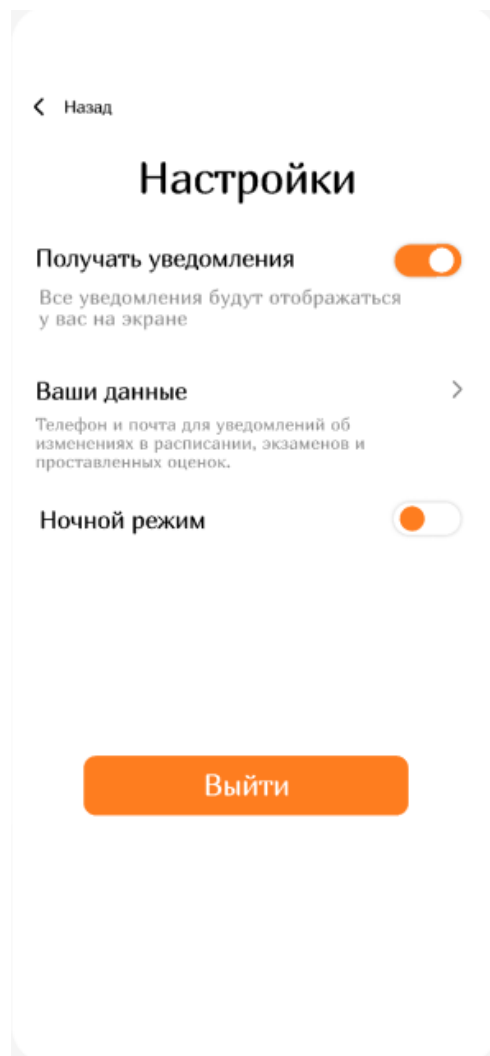 Назад
Настройки
Получать уведомления
Все уведомления будут отображаться
у вас на экране
Ваши данные
Телефон и почта для уведомлений об
изменениях в расписании, экзаменов и
проставленных оценок.
Ночной режим
Выйти